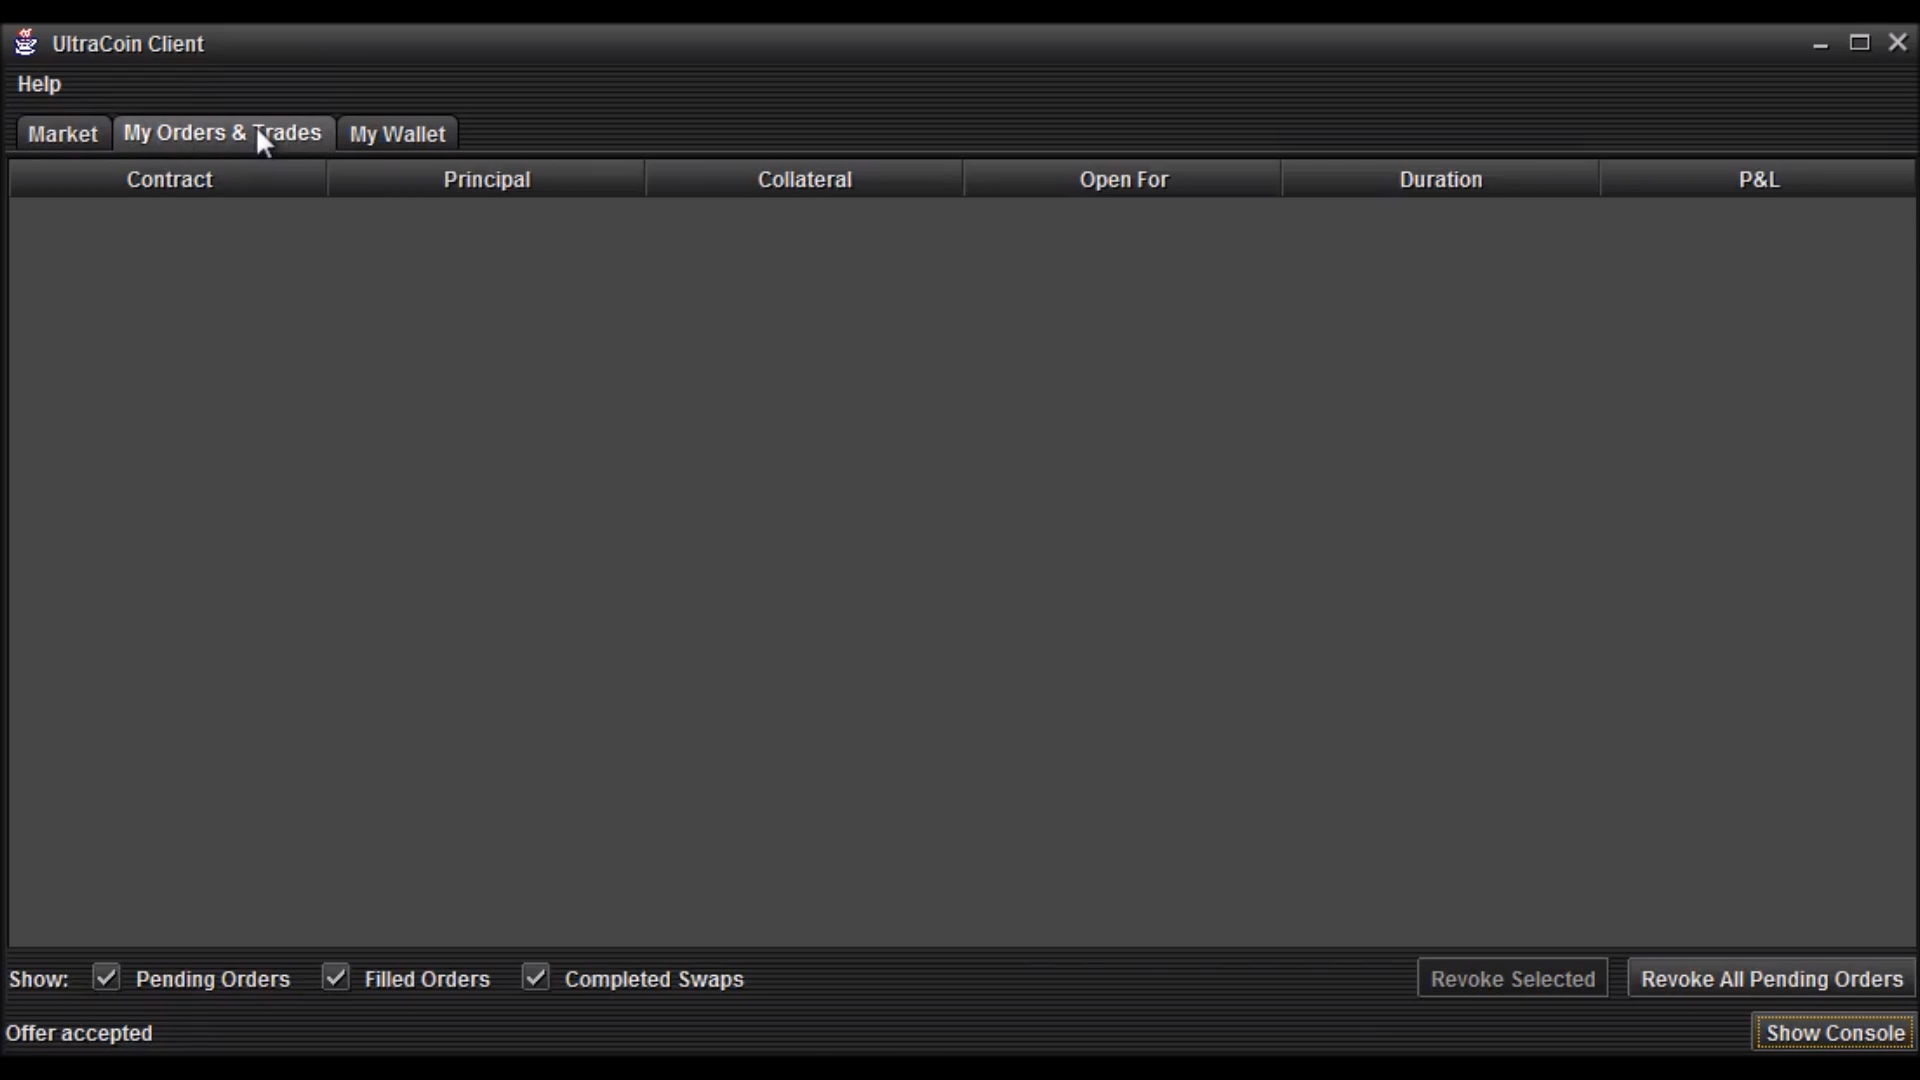 UltraCoin Client
Help
Market My Orders & Trades My Wallet
Contract Principal Collateral Open For Duration P&L
Show: Pending Orders Filled Orders Completed Swaps Revoke Selected Revoke All Pending Orders
Offer accepted Show Console